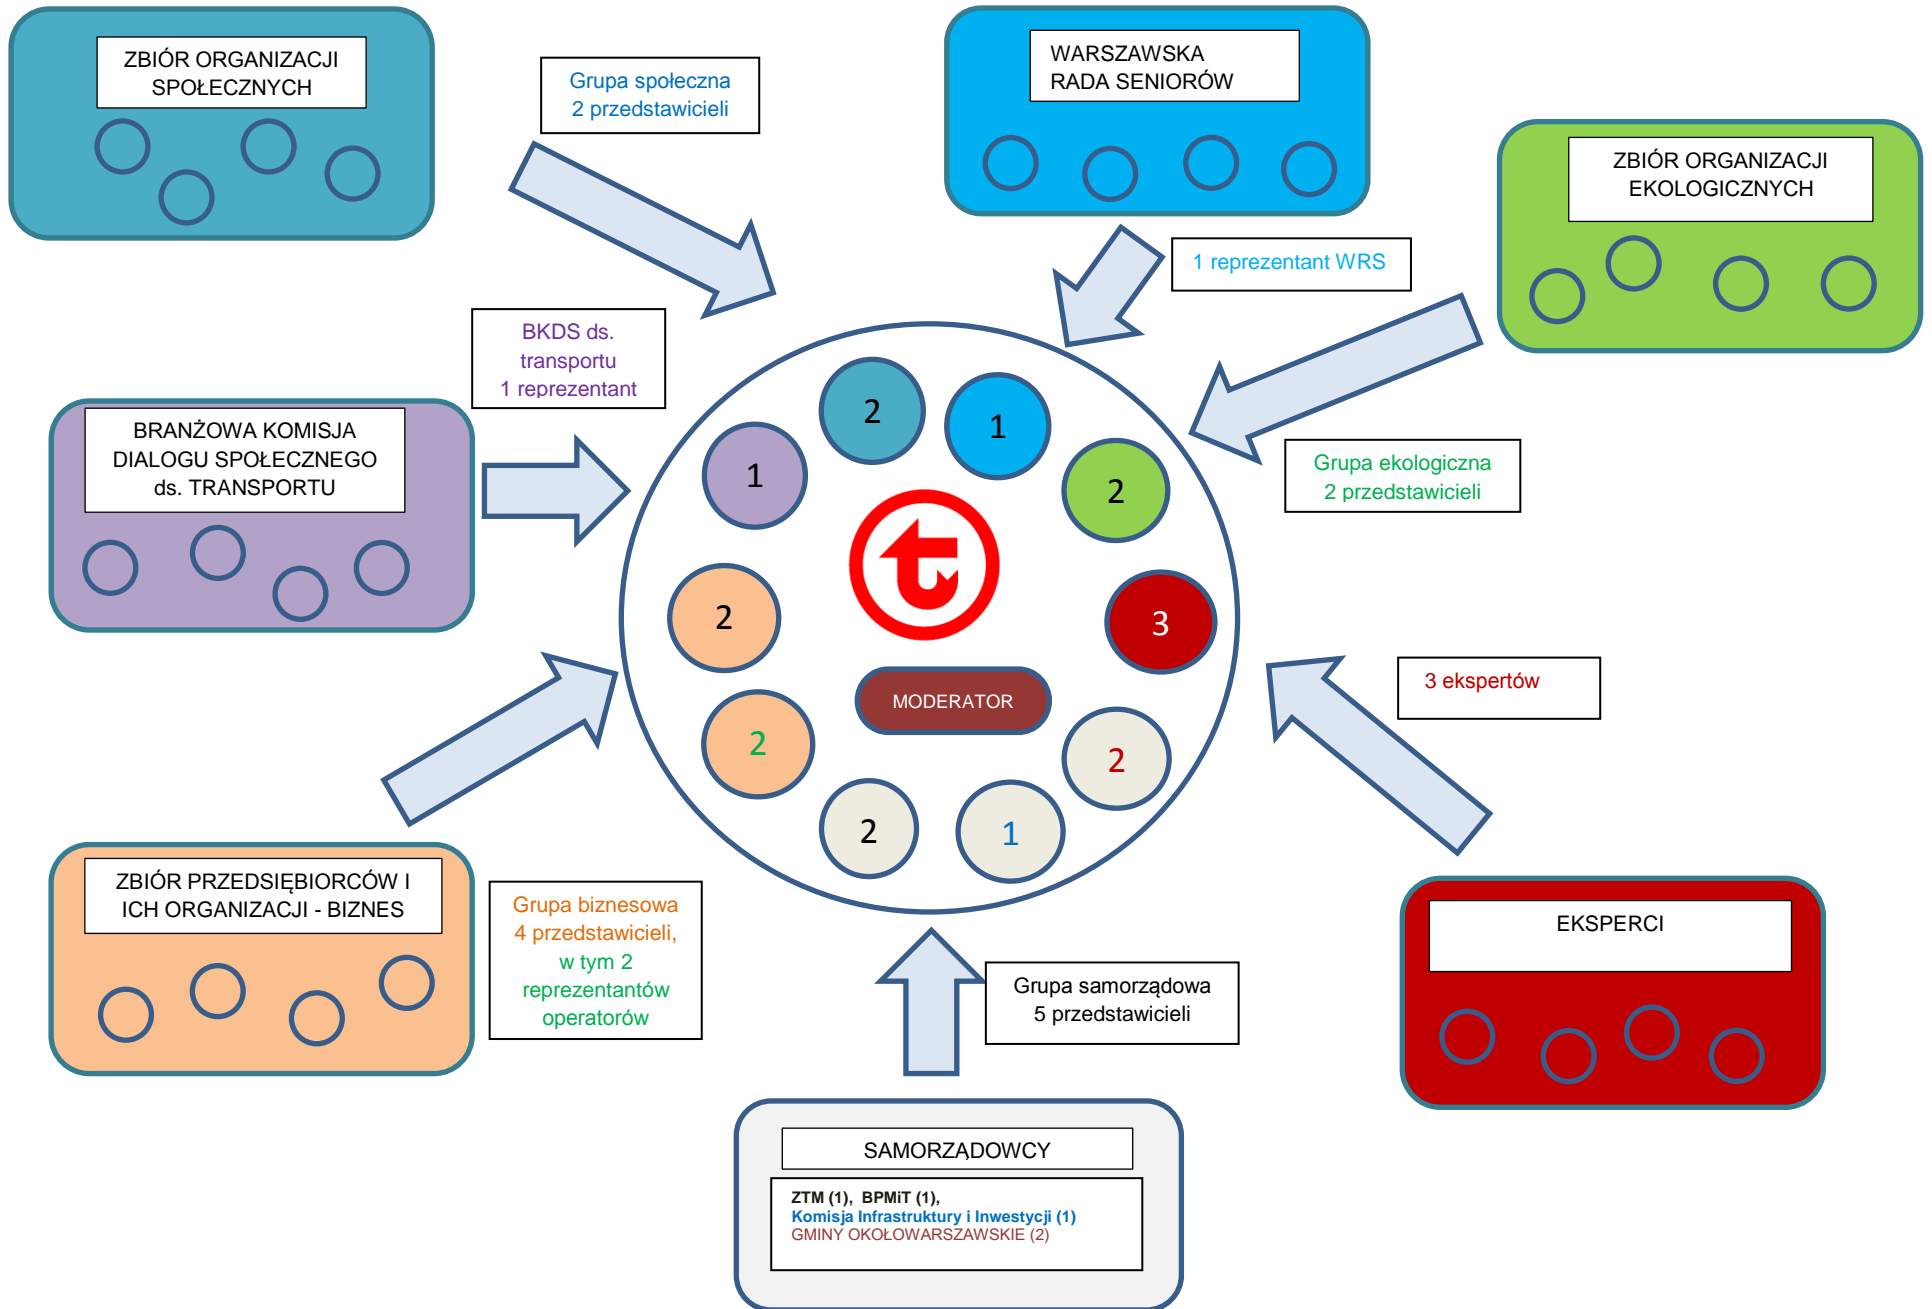 ZBIÓR ORGANIZACJI
SPOŁECZNYCH
Grupa społeczna
2 przedstawicieli
WARSZAWSKA
RADA SENIORÓW
1 reprezentant WRS
ZBIÓR ORGANIZACJI
EKOLOGICZNYCH
Grupa ekologiczna
2 przedstawicieli
BKDS ds.
transportu
1 reprezentant
BRANŻOWA KOMISJA
DIALOGU SPOŁECZNEGO
ds. TRANSPORTU
2
1
1
2
2
3
MODERATOR
2
2
2
1
3 ekspertów
ZBIÓR PRZEDSIĘBIORCÓW I
ICH ORGANIZACJI - BIZNES
Grupa biznesowa
4 przedstawicieli,
w tym 2
reprezentantów
operatorów
Grupa samorządowa
5 przedstawicieli
EKSPERCI
SAMORZĄDOWCY
ZTM (1), BPMiT (1),
Komisja Infrastruktury i Inwestycji (1)
GMINY OKOŁOWARSZAWSKIE (2)